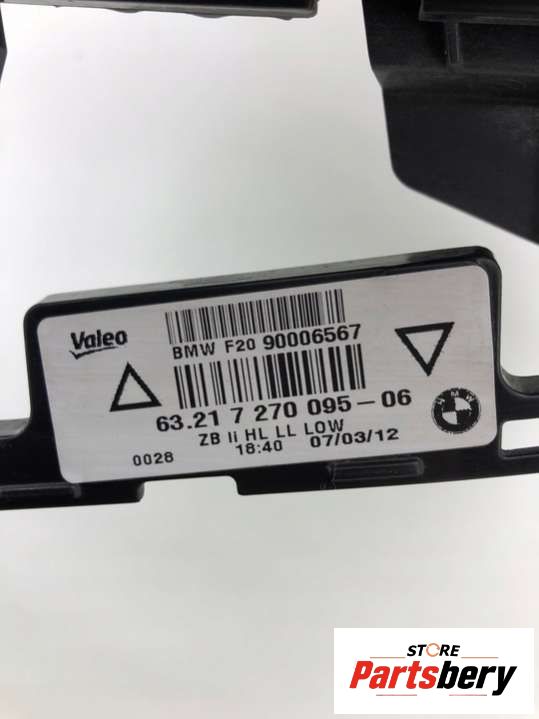 Valeo
BMW F20 90006567
63.21 7 270 095-06
ZB II HL LL LOW
0028 18:40 07/03/12
BMW
STORE
Partsbery